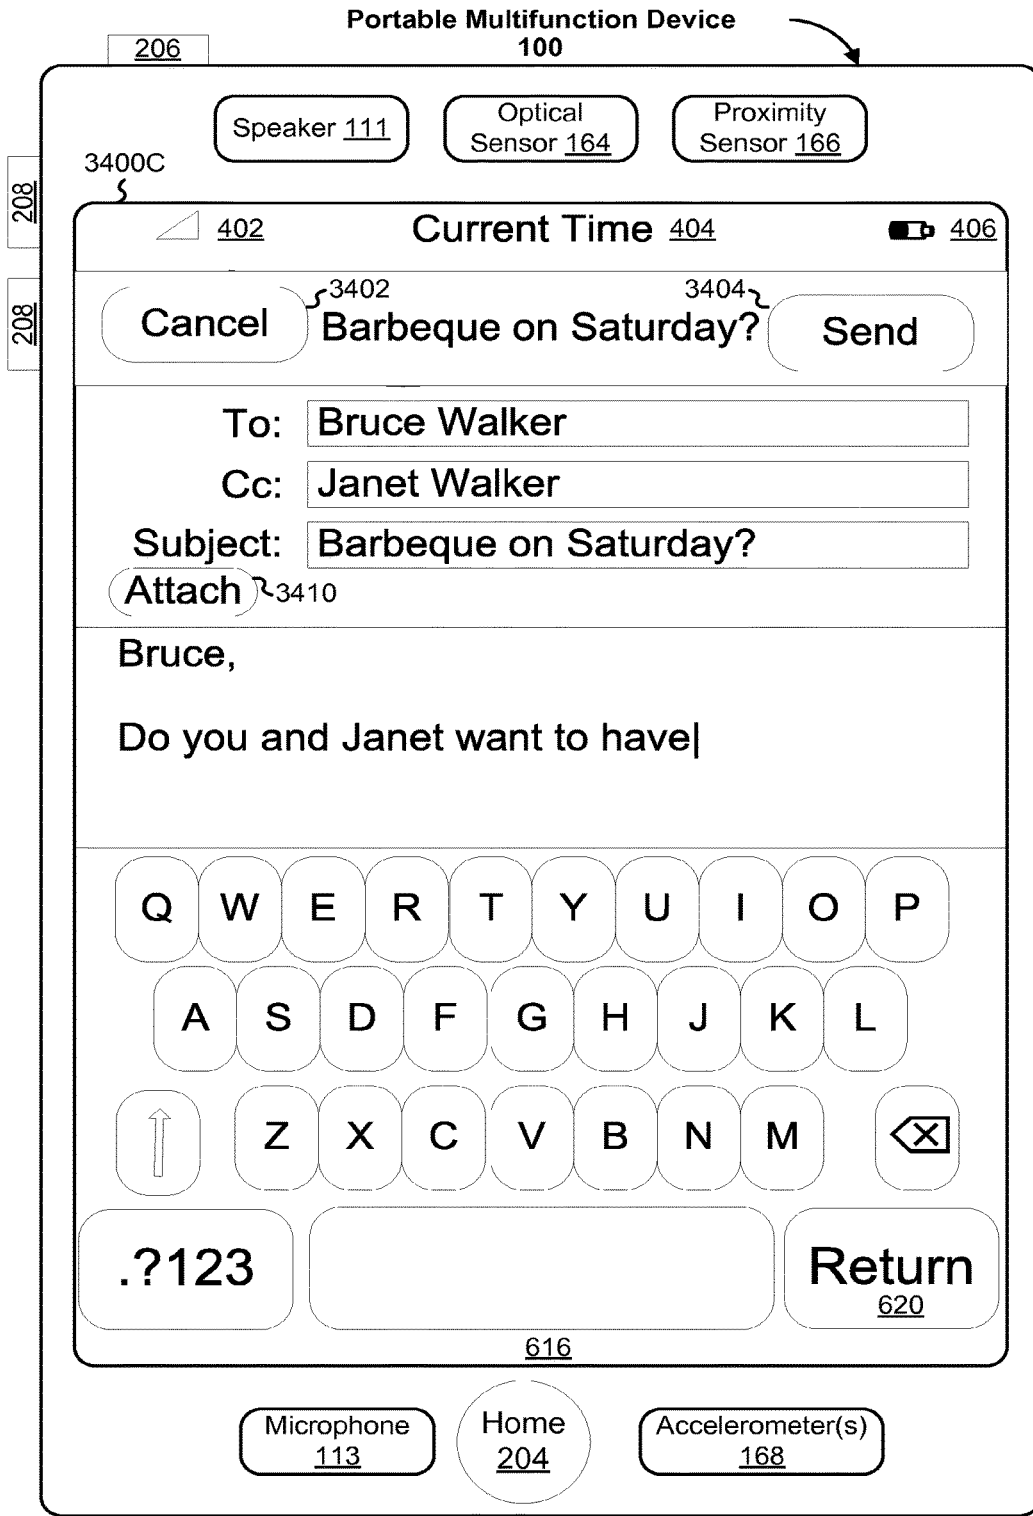 Portable Multifunction Device
100
206
Speaker 111
Optical
Sensor 164
Proximity
Sensor 166
3400C
208
208
402
Current Time 404
406
Cancel
3402
Barbeque on Saturday?
3404
Send
To: Bruce Walker
Cc: Janet Walker
Subject: Barbeque on Saturday?
Attach
3410
Bruce,
Do you and Janet want to have
Q W E R T Y U I O P
A S D F G H J K L
Z X C V B N M
.?123
Return
620
616
Microphone
113
Home
204
Accelerometer(s)
168